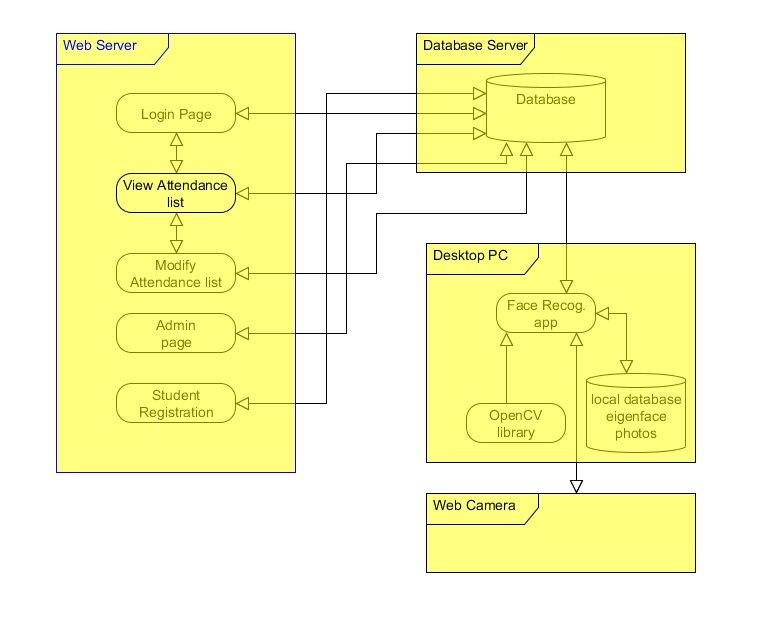 Web Server
Login Page
View Attendance
list
Modify
Attendance list
Admin
page
Student
Registration
Database Server
Database
Desktop PC
Face Recog.
app
OpenCV
library
local database
eigenface
photos
Web Camera